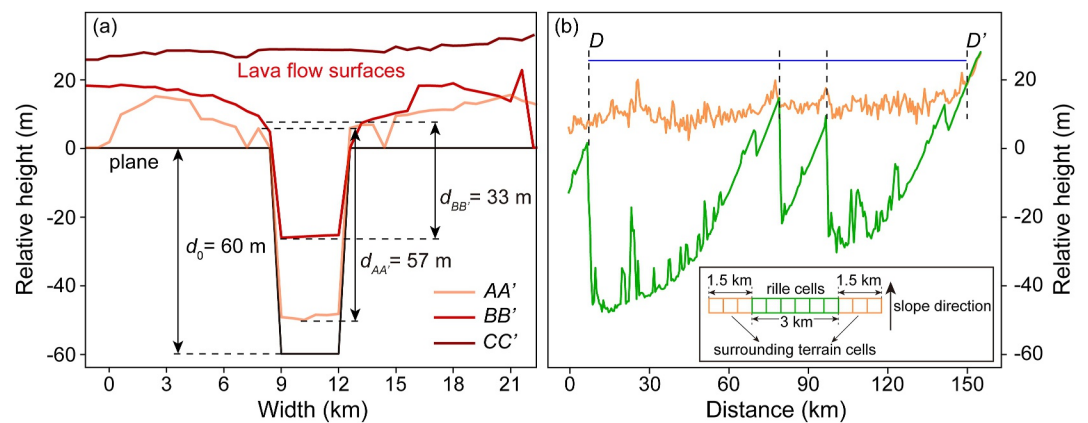 (a)
Lava flow surfaces
plane
d0= 60 m
dBB'= 33 m
dAA'= 57 m
AA'
BB'
CC'
20
0
-20
-40
-60
Relative height (m)
0 3 6 9 12 15 18 21
Width (km)
(b)
D
D'
1.5 km
rille cells
1.5 km
slope direction
3 km
surrounding terrain cells
20
0
-20
-40
-60
Relative height (m)
0 30 60 90 120 150
Distance (km)